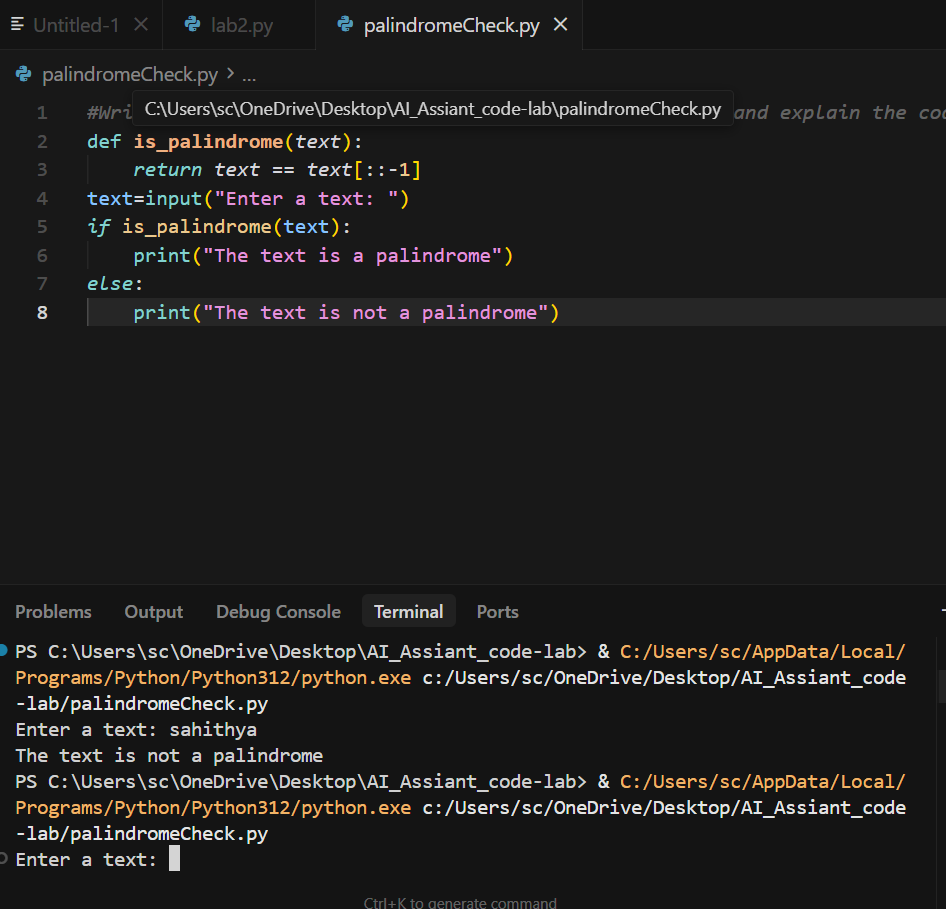 Untitled-1
lab2.py
palindromeCheck.py
palindromeCheck.py > ...
C:\Users\sc\OneDrive\Desktop\AI_Assiant_code-lab\palindromeCheck.py
1 #Wri and explain the cod
2 def is_palindrome(text):
3 return text == text[::-1]
4 text=input("Enter a text: ")
5 if is_palindrome(text):
6 print("The text is a palindrome")
7 else:
8 print("The text is not a palindrome")
Problems Output Debug Console Terminal Ports
PS C:\Users\sc\OneDrive\Desktop\AI_Assiant_code-lab> & C:/Users/sc/AppData/Local/
Programs/Python/Python312/python.exe c:/Users/sc/OneDrive/Desktop/AI_Assiant_code
-lab/palindromeCheck.py
Enter a text: sahithya
The text is not a palindrome
PS C:\Users\sc\OneDrive\Desktop\AI_Assiant_code-lab> & C:/Users/sc/AppData/Local/
Programs/Python/Python312/python.exe c:/Users/sc/OneDrive/Desktop/AI_Assiant_code
-lab/palindromeCheck.py
Enter a text:
Ctrl+K to generate command